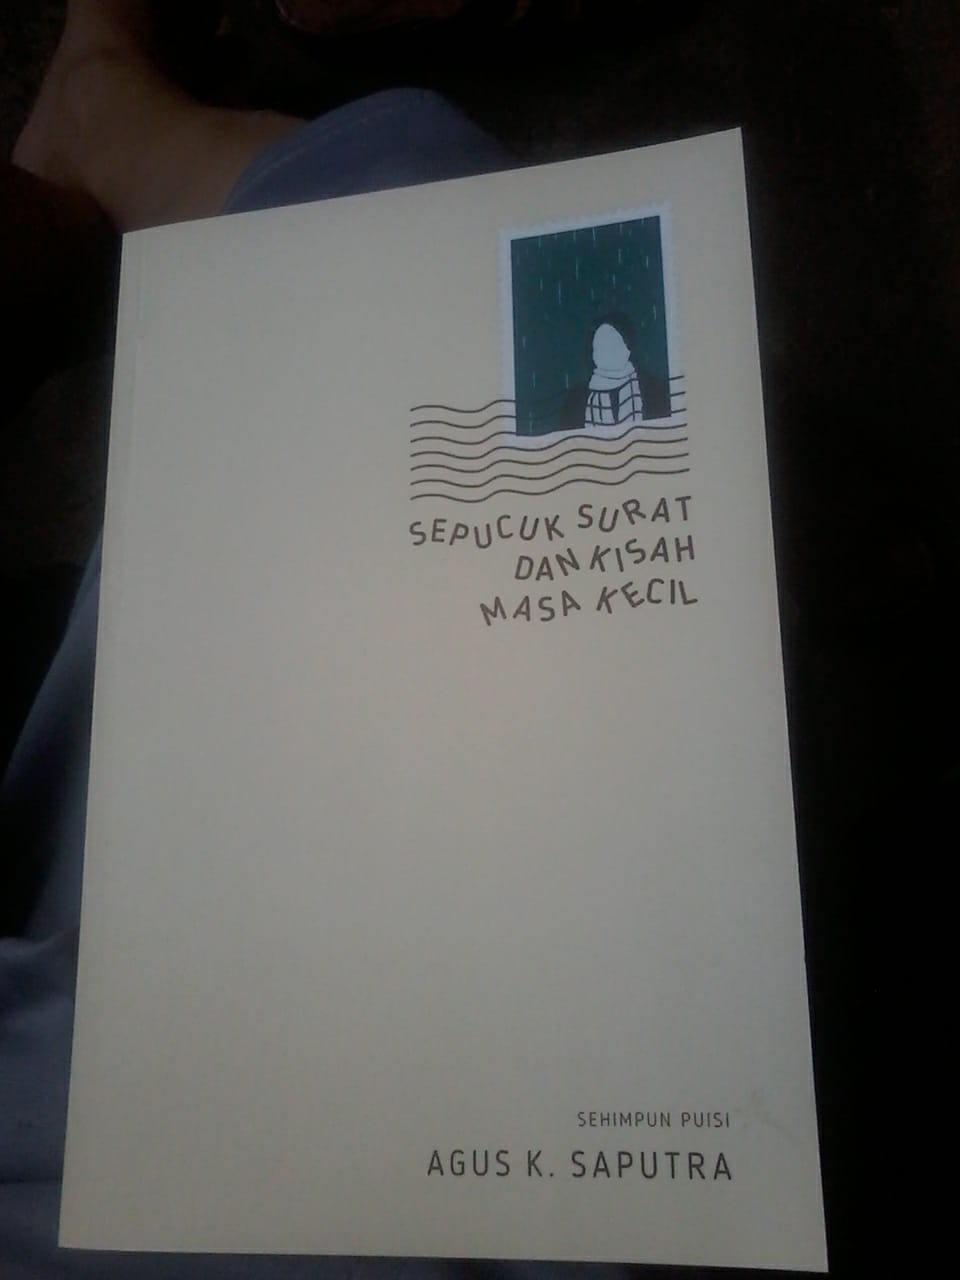 SEPUCUK SURAT
DAN KISAH
MASA KECIL
SEHIMPUN PUISI
AGUS K. SAPUTRA